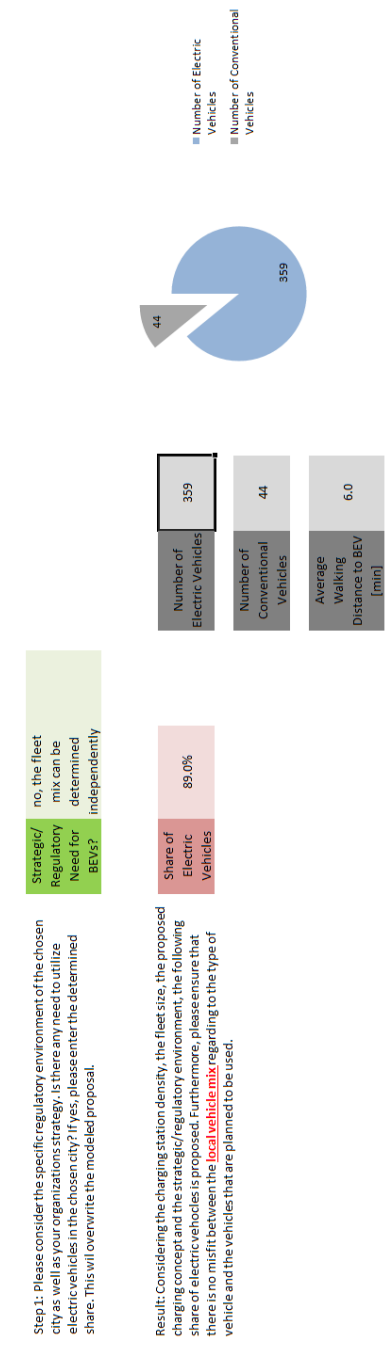 Step 1: Please consider the specific regulatory environment of the chosen
city as well as your organizations strategy. Is there any need to utilize
electric vehicles in the chosen city? If yes, please enter the determined
share. This wil overwrite the modeled proposal.
Strategic/
Regulatory
Need for
BEVs?
no, the fleet
mix can be
determined
independently
Result: Considering the charging station density, the fleet size, the proposed
charging concept and the strategic/regulatory environment, the following
share of electric vehocles is proposed. Furthermore, please ensure that
there is no misfit between the local vehicle mix regarding to the type of
vehicle and the vehicles that are planned to be used.
Share of
Electric
Vehicles
89.0%
Number of
Electric Vehicles
359
Number of
Conventional
Vehicles
44
Average
Walking
Distance to BEV
[min]
6.0
44
359
Number of Electric
Vehicles
Number of Conventional
Vehicles